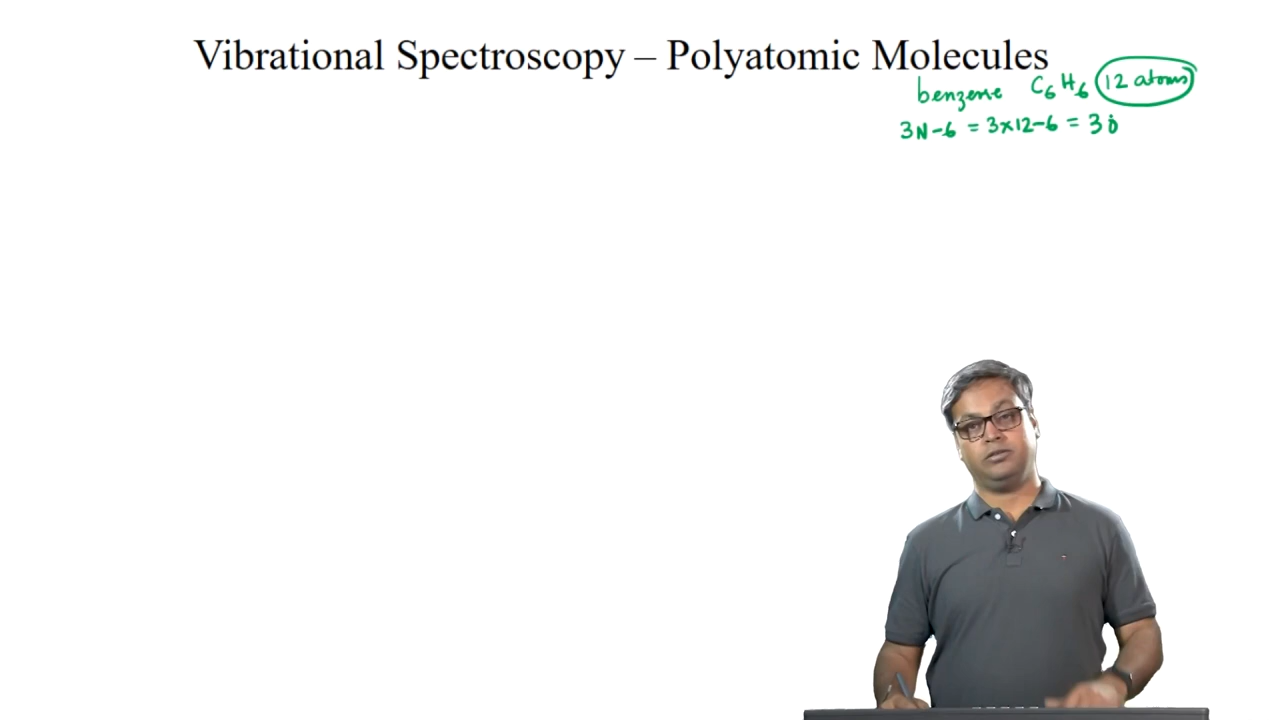 Vibrational Spectroscopy – Polyatomic Molecules
benzene C6H6 12 atoms
3N-6 = 3x12-6 = 30